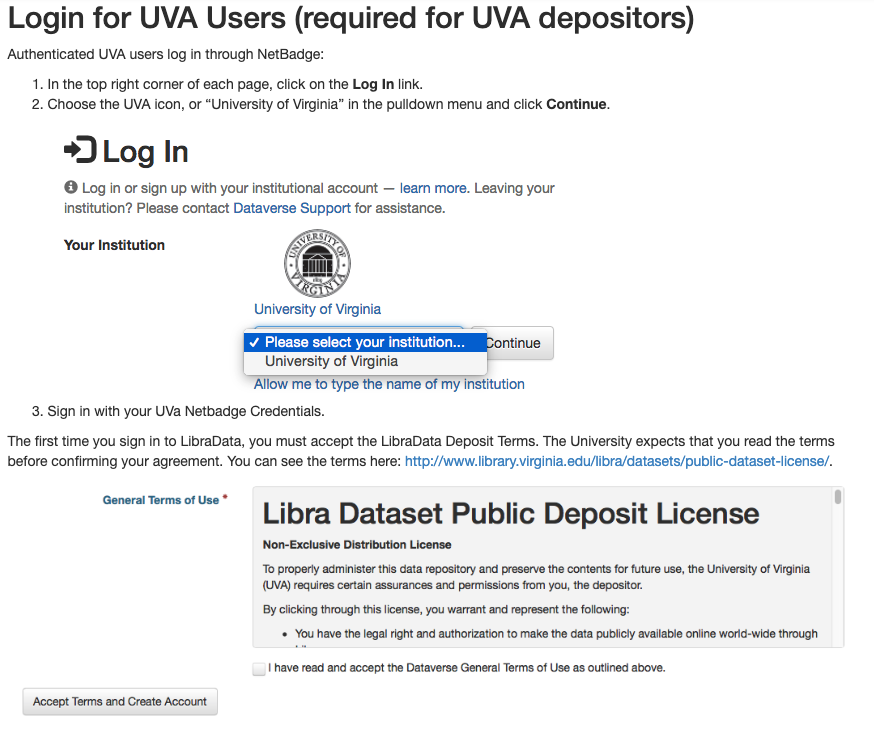 Login for UVA Users (required for UVA depositors)
Authenticated UVA users log in through NetBadge:
1. In the top right corner of each page, click on the Log In link.
2. Choose the UVA icon, or “University of Virginia” in the pulldown menu and click Continue.
Log In
Log in or sign up with your institutional account — learn more. Leaving your
institution? Please contact Dataverse Support for assistance.
Your Institution
UNIVERSITY OF VIRGINIA
University of Virginia
✓ Please select your institution... Continue
University of Virginia
Allow me to type the name of my institution
3. Sign in with your UVa Netbadge Credentials.
The first time you sign in to LibraData, you must accept the LibraData Deposit Terms. The University expects that you read the terms
before confirming your agreement. You can see the terms here: http://www.library.virginia.edu/libra/datasets/public-dataset-license/.
General Terms of Use *
Libra Dataset Public Deposit License
Non-Exclusive Distribution License
To properly administer this data repository and preserve the contents for future use, the University of Virginia
(UVA) requires certain assurances and permissions from you, the depositor.
By clicking through this license, you warrant and represent the following:
• You have the legal right and authorization to make the data publicly available online world-wide through
I have read and accept the Dataverse General Terms of Use as outlined above.
Accept Terms and Create Account